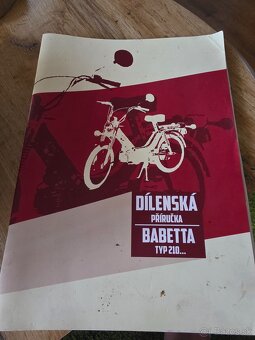 DÍLENSKÁ
PŘÍRUČKA
BABETTA
TYP 210...